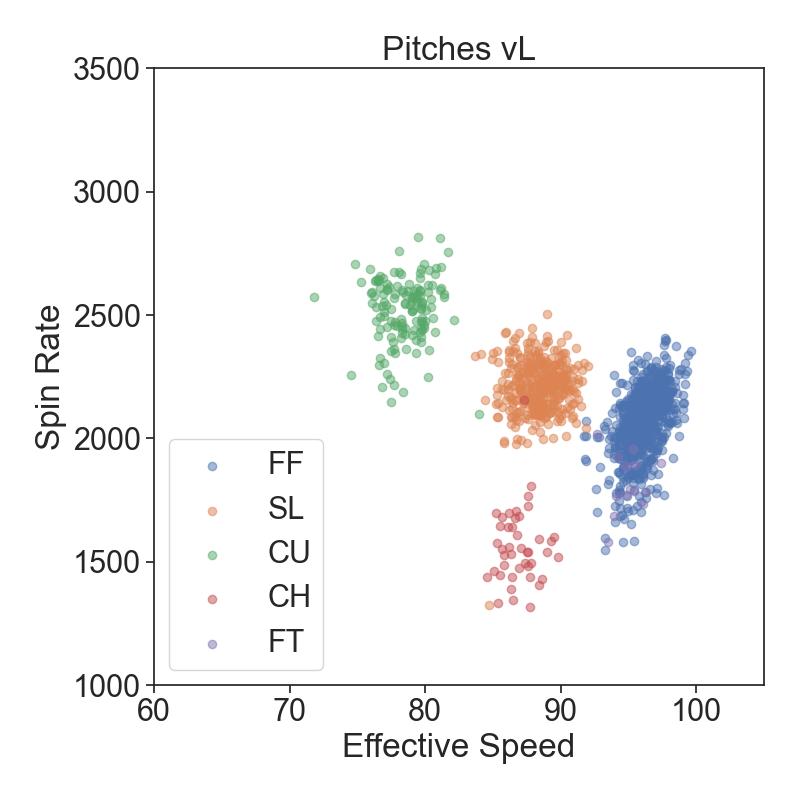 Pitches vL
3500
3000
2500
2000
1500
1000
Spin Rate
FF
SL
CU
CH
FT
60 70 80 90 100
Effective Speed